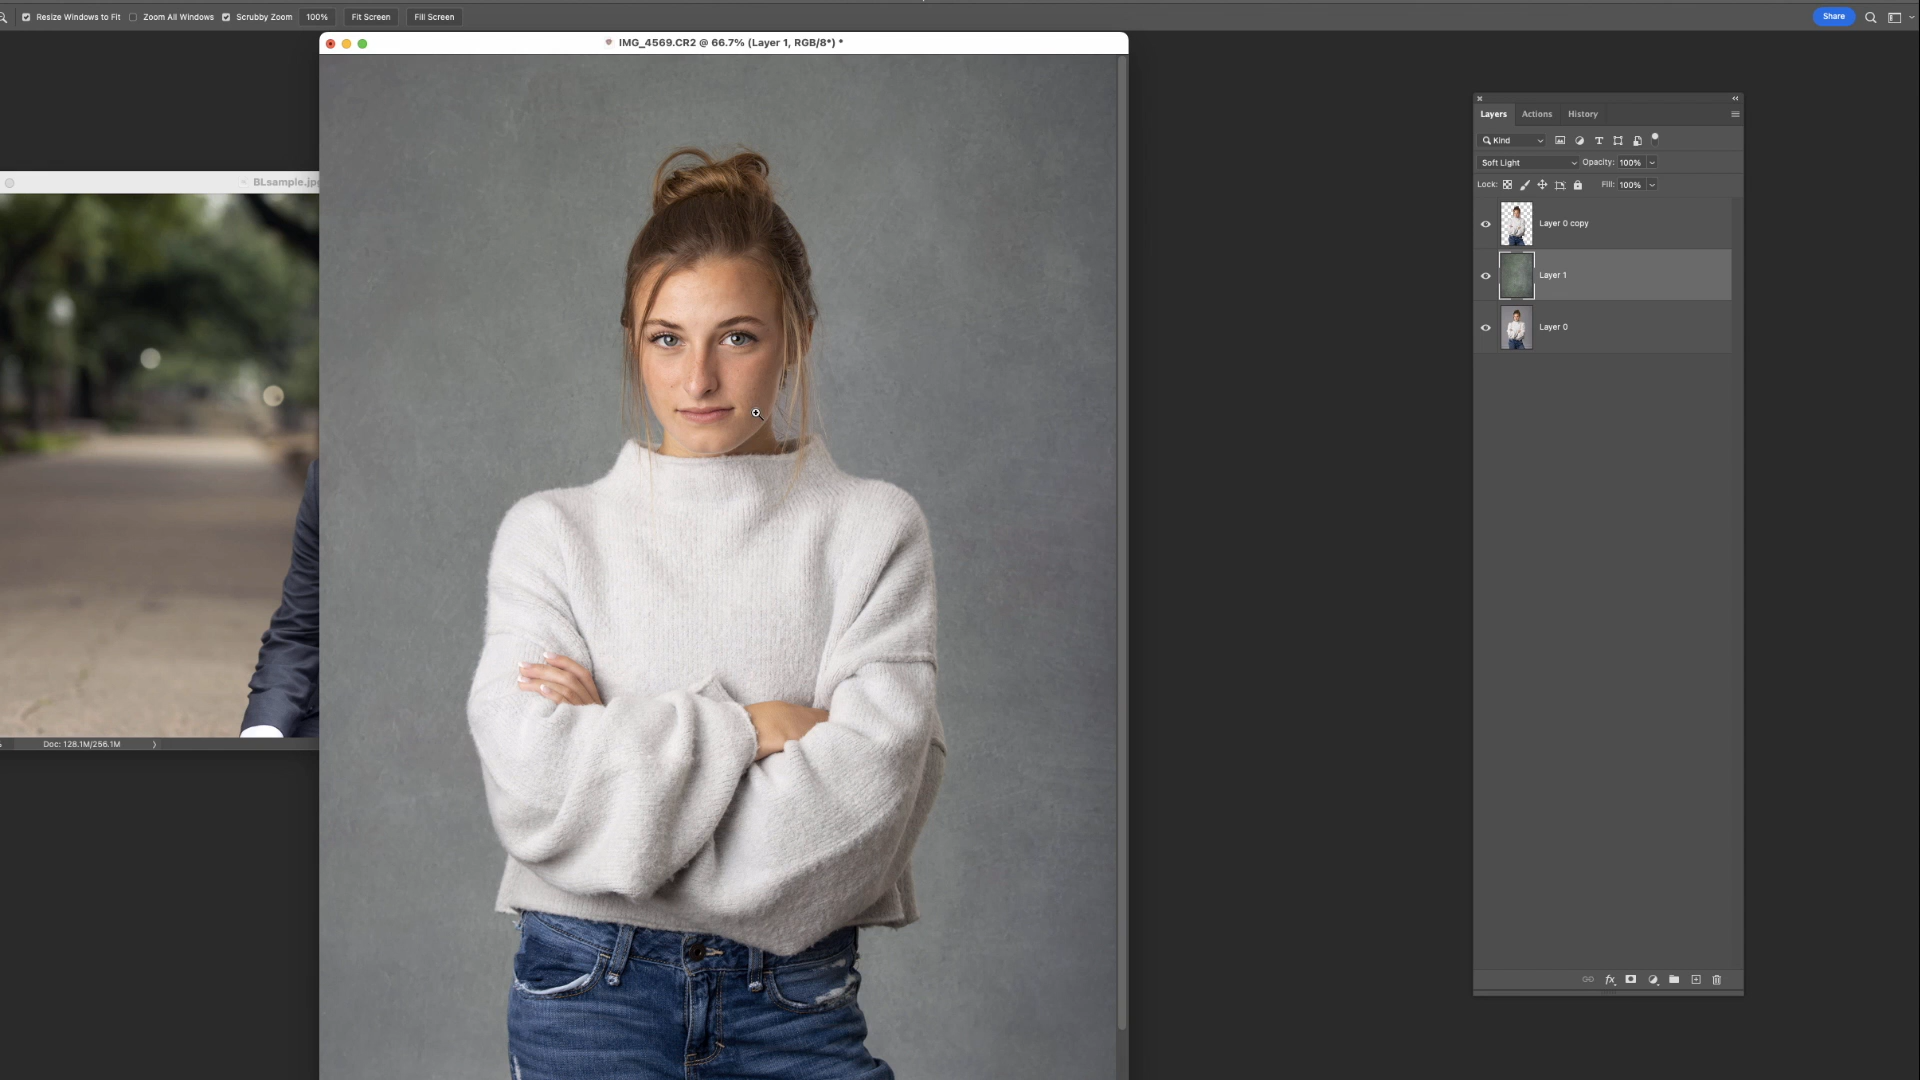 Resize Windows to Fit Zoom All Windows Scrubby Zoom 100% Fit Screen Fill Screen Share
IMG_4569.CR2 @ 66.7% (Layer 1, RGB/8*) *
Layers Actions History
Kind
Soft Light Opacity: 100%
BLsample.jpg
Lock: Fill: 100%
Layer 0 copy
Layer 1
Layer 0
Doc: 128.1M/256.1M
fx